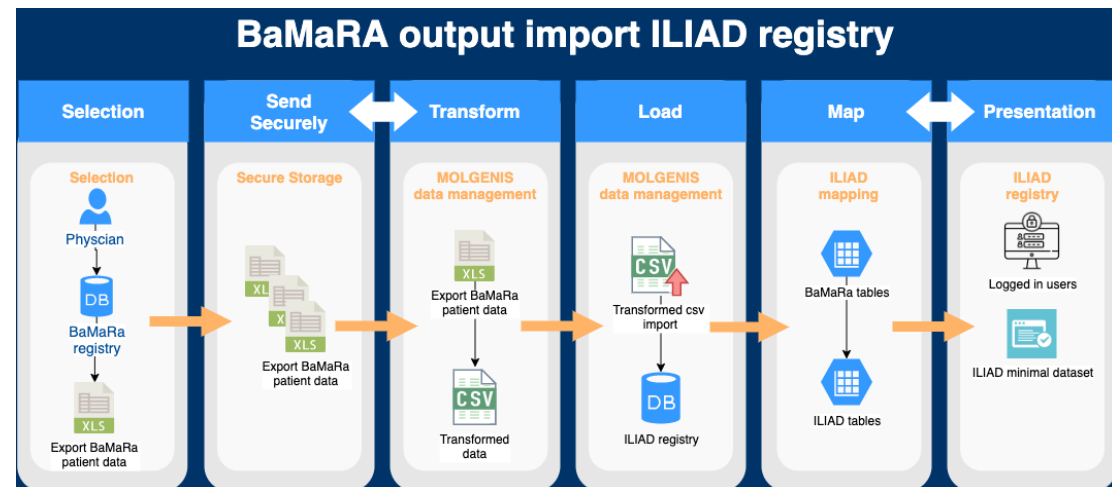 BaMaRA output import ILIAD registry
Selection
Send
Securely
Transform
Load
Map
Presentation
Selection
Physcian
DB
BaMaRa
registry
XLS
Export BaMaRa
patient data
Secure Storage
XL
X
XLS
Export BaMaRa
patient data
MOLGENIS
data management
XLS
Export BaMaRa
patient data
CSV
Transformed
data
MOLGENIS
data management
CSV
Transformed csv
import
DB
ILIAD registry
ILIAD
mapping
BaMaRa tables
ILIAD tables
ILIAD
registry
Logged in users
ILIAD minimal dataset